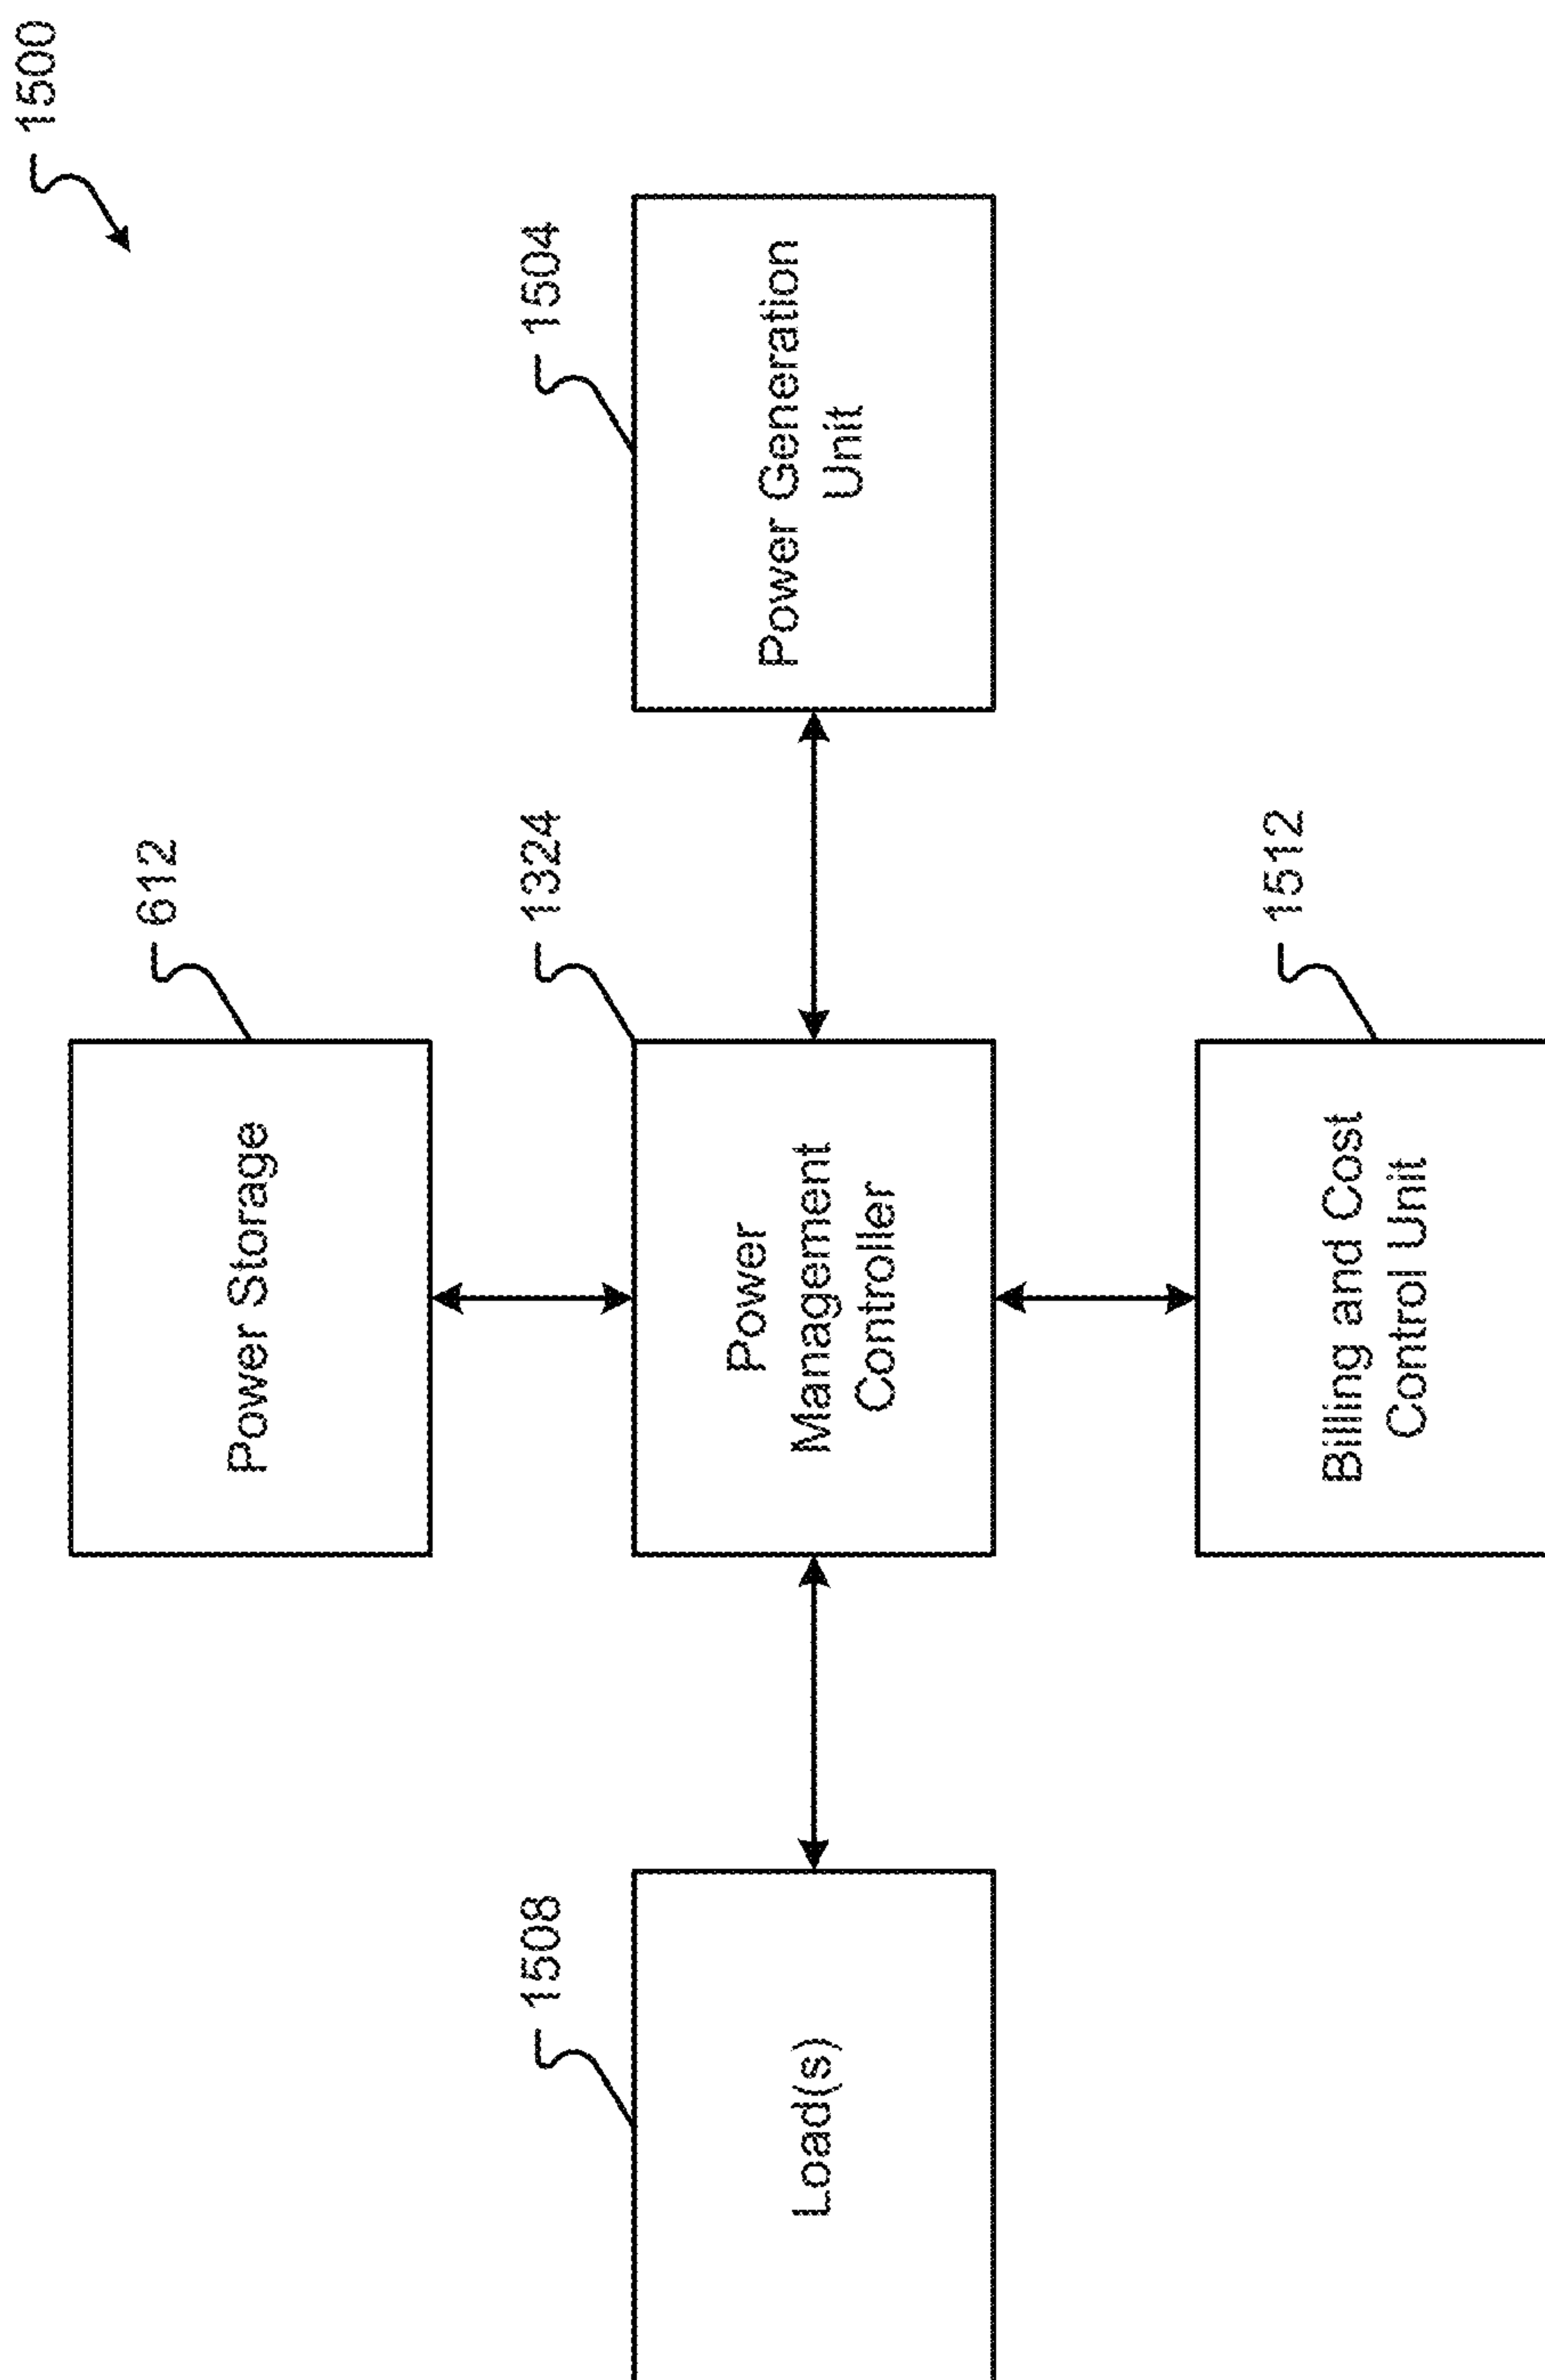 1500
612
Power Storage
1508
1324
1504
Load(s)
Power
Management
Controller
Power Generation
Unit
1512
Billing and Cost
Control Unit